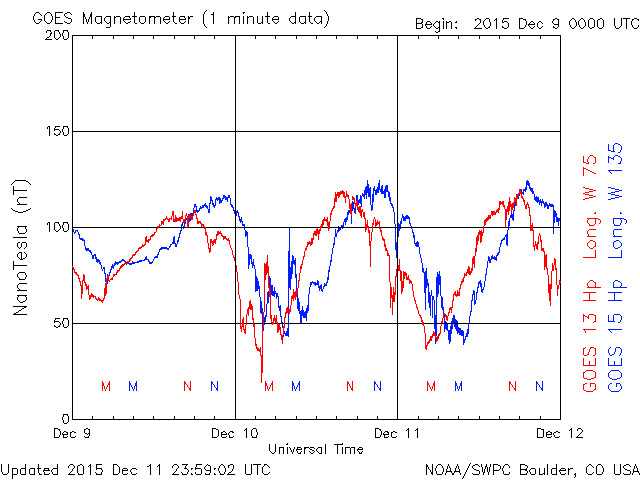 GOES Magnetometer (1 minute data)
Begin: 2015 Dec 9 0000 UTC
200
150
100
50
0
NanoTesla (nT)
M M N N M M N N M M N N
Dec 9 Dec 10 Dec 11 Dec 12
Universal Time
GOES 13 Hp Long. W 75
GOES 15 Hp Long. W 135
Updated 2015 Dec 11 23:59:02 UTC
NOAA/SWPC Boulder, CO USA